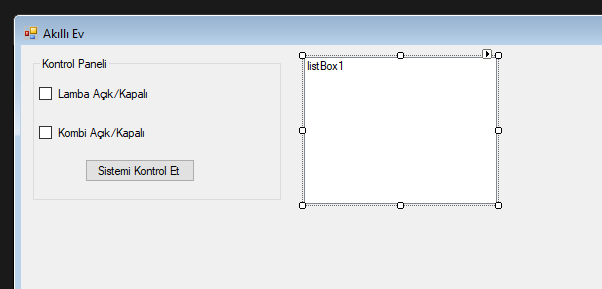 Akıllı Ev
Kontrol Paneli
listBox1
Lamba Açık/Kapalı
Kombi Açık/Kapalı
Sistemi Kontrol Et